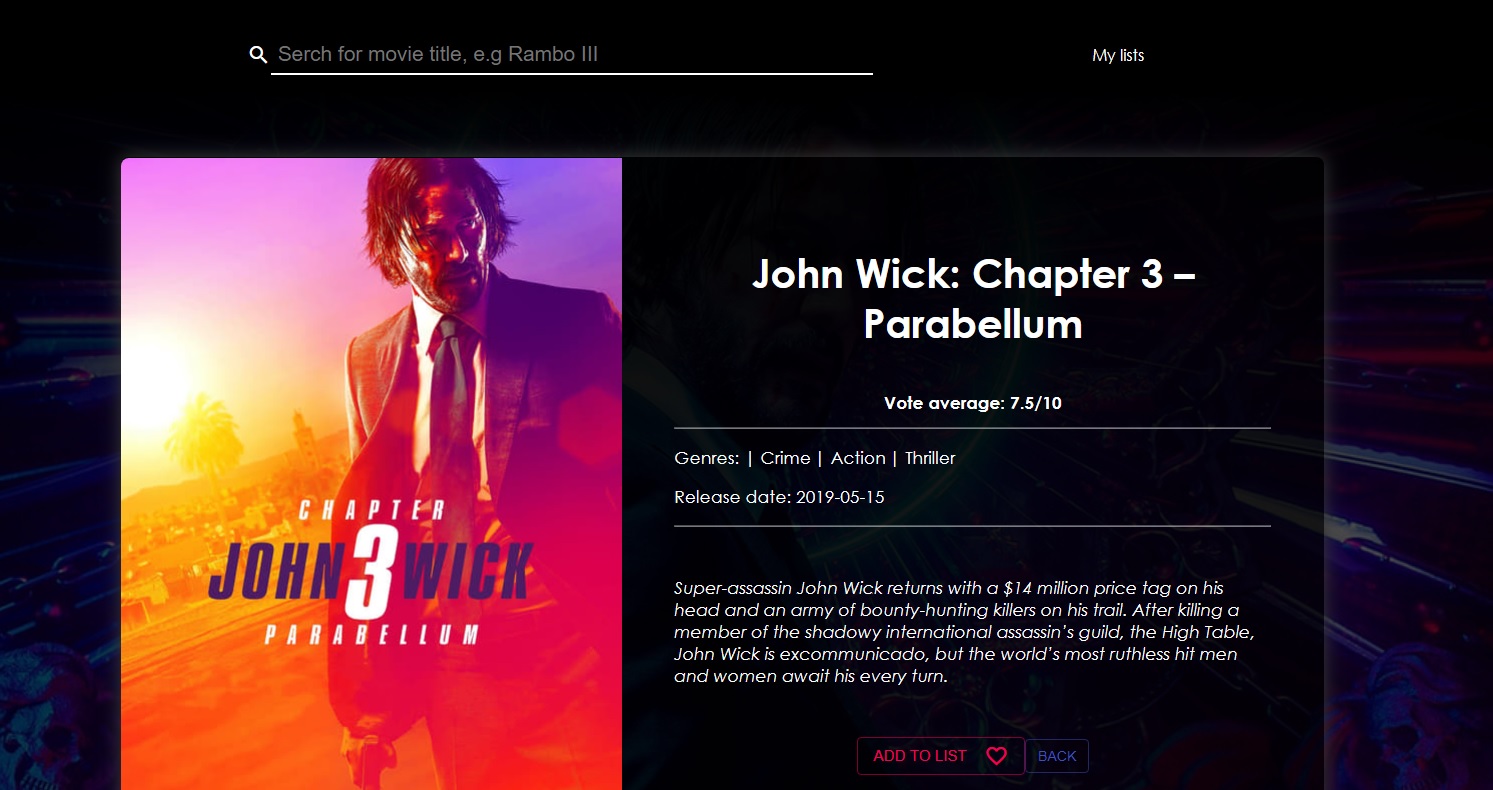 Serch for movie title, e.g Rambo III
My lists
CHAPTER
JOHN 3 WICK
PARABELLUM
John Wick: Chapter 3 –
Parabellum
Vote average: 7.5/10
Genres: | Crime | Action | Thriller
Release date: 2019-05-15
Super-assassin John Wick returns with a $14 million price tag on his
head and an army of bounty-hunting killers on his trail. After killing a
member of the shadowy international assassin’s guild, the High Table,
John Wick is excommunicado, but the world’s most ruthless hit men
and women await his every turn.
ADD TO LIST BACK